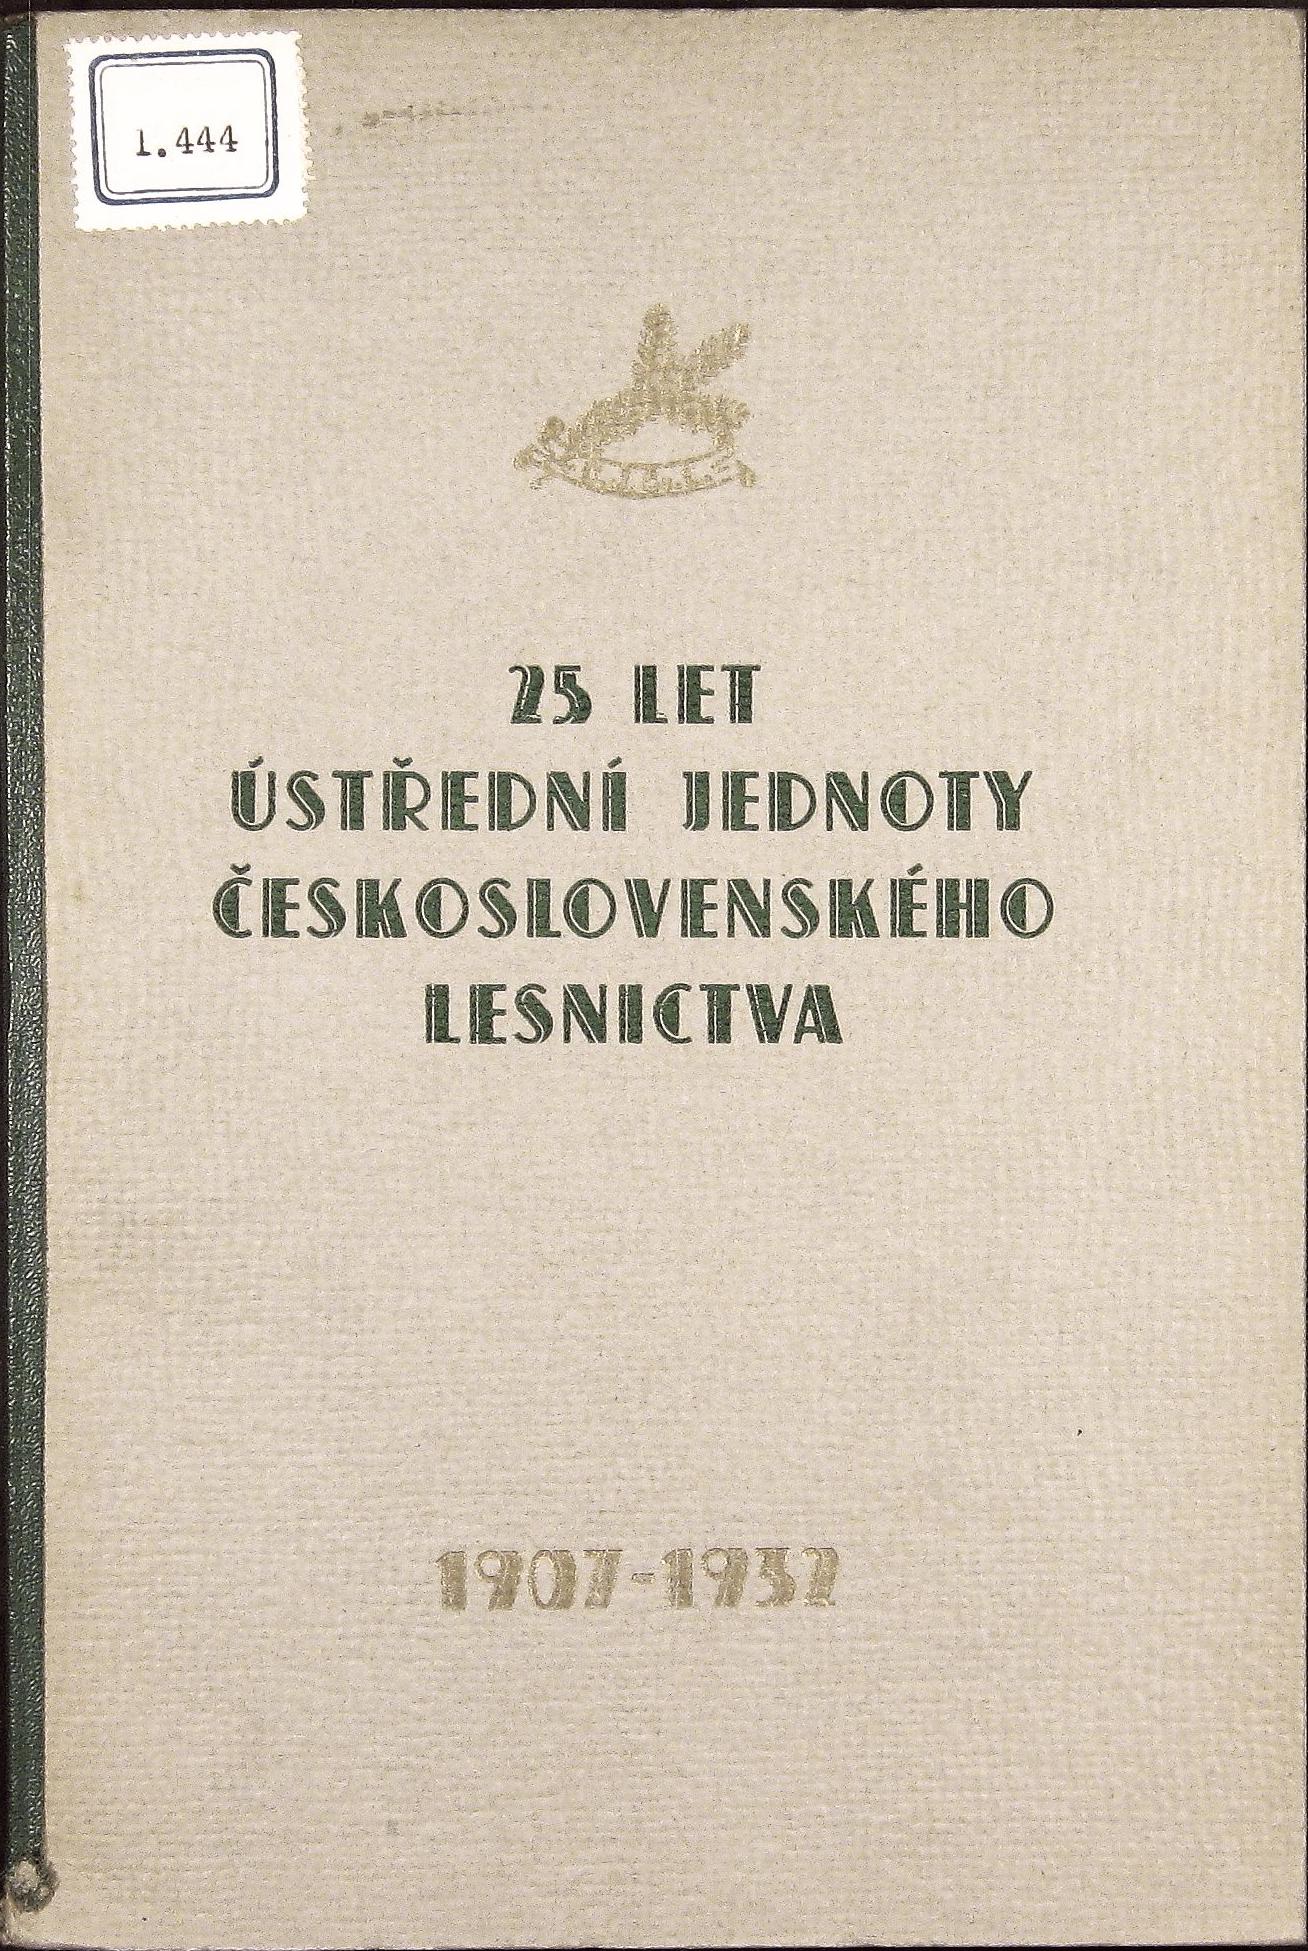 1.444
25 LET
ÚSTŘEDNÍ JEDNOTY
ČESKOSLOVENSKÉHO
LESNICTVA
1907-1932